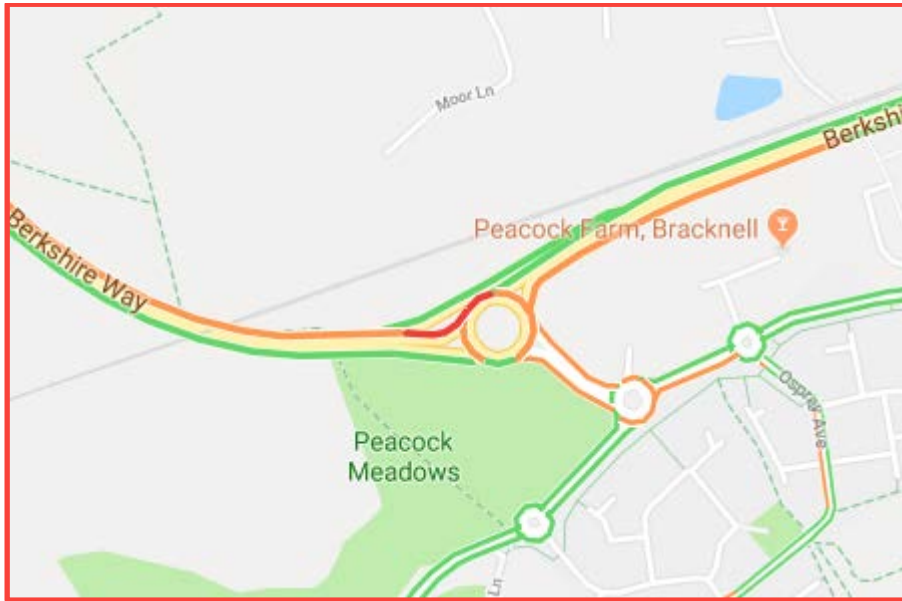 Moor Ln
Berkshi
Peacock Farm, Bracknell
Berkshire Way
Osprey Ave
Peacock
Meadows
Ln